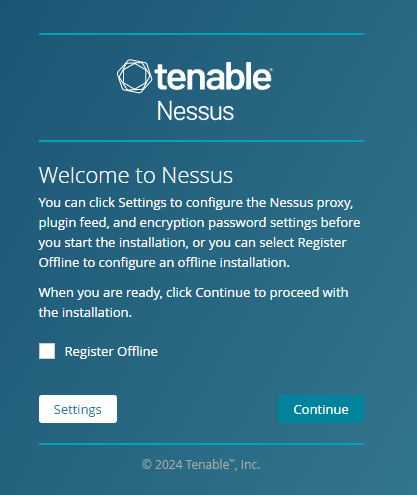 tenable®
Nessus
Welcome to Nessus
You can click Settings to configure the Nessus proxy,
plugin feed, and encryption password settings before
you start the installation, or you can select Register
Offline to configure an offline installation.
When you are ready, click Continue to proceed with
the installation.
Register Offline
Settings Continue
© 2024 Tenable™, Inc.